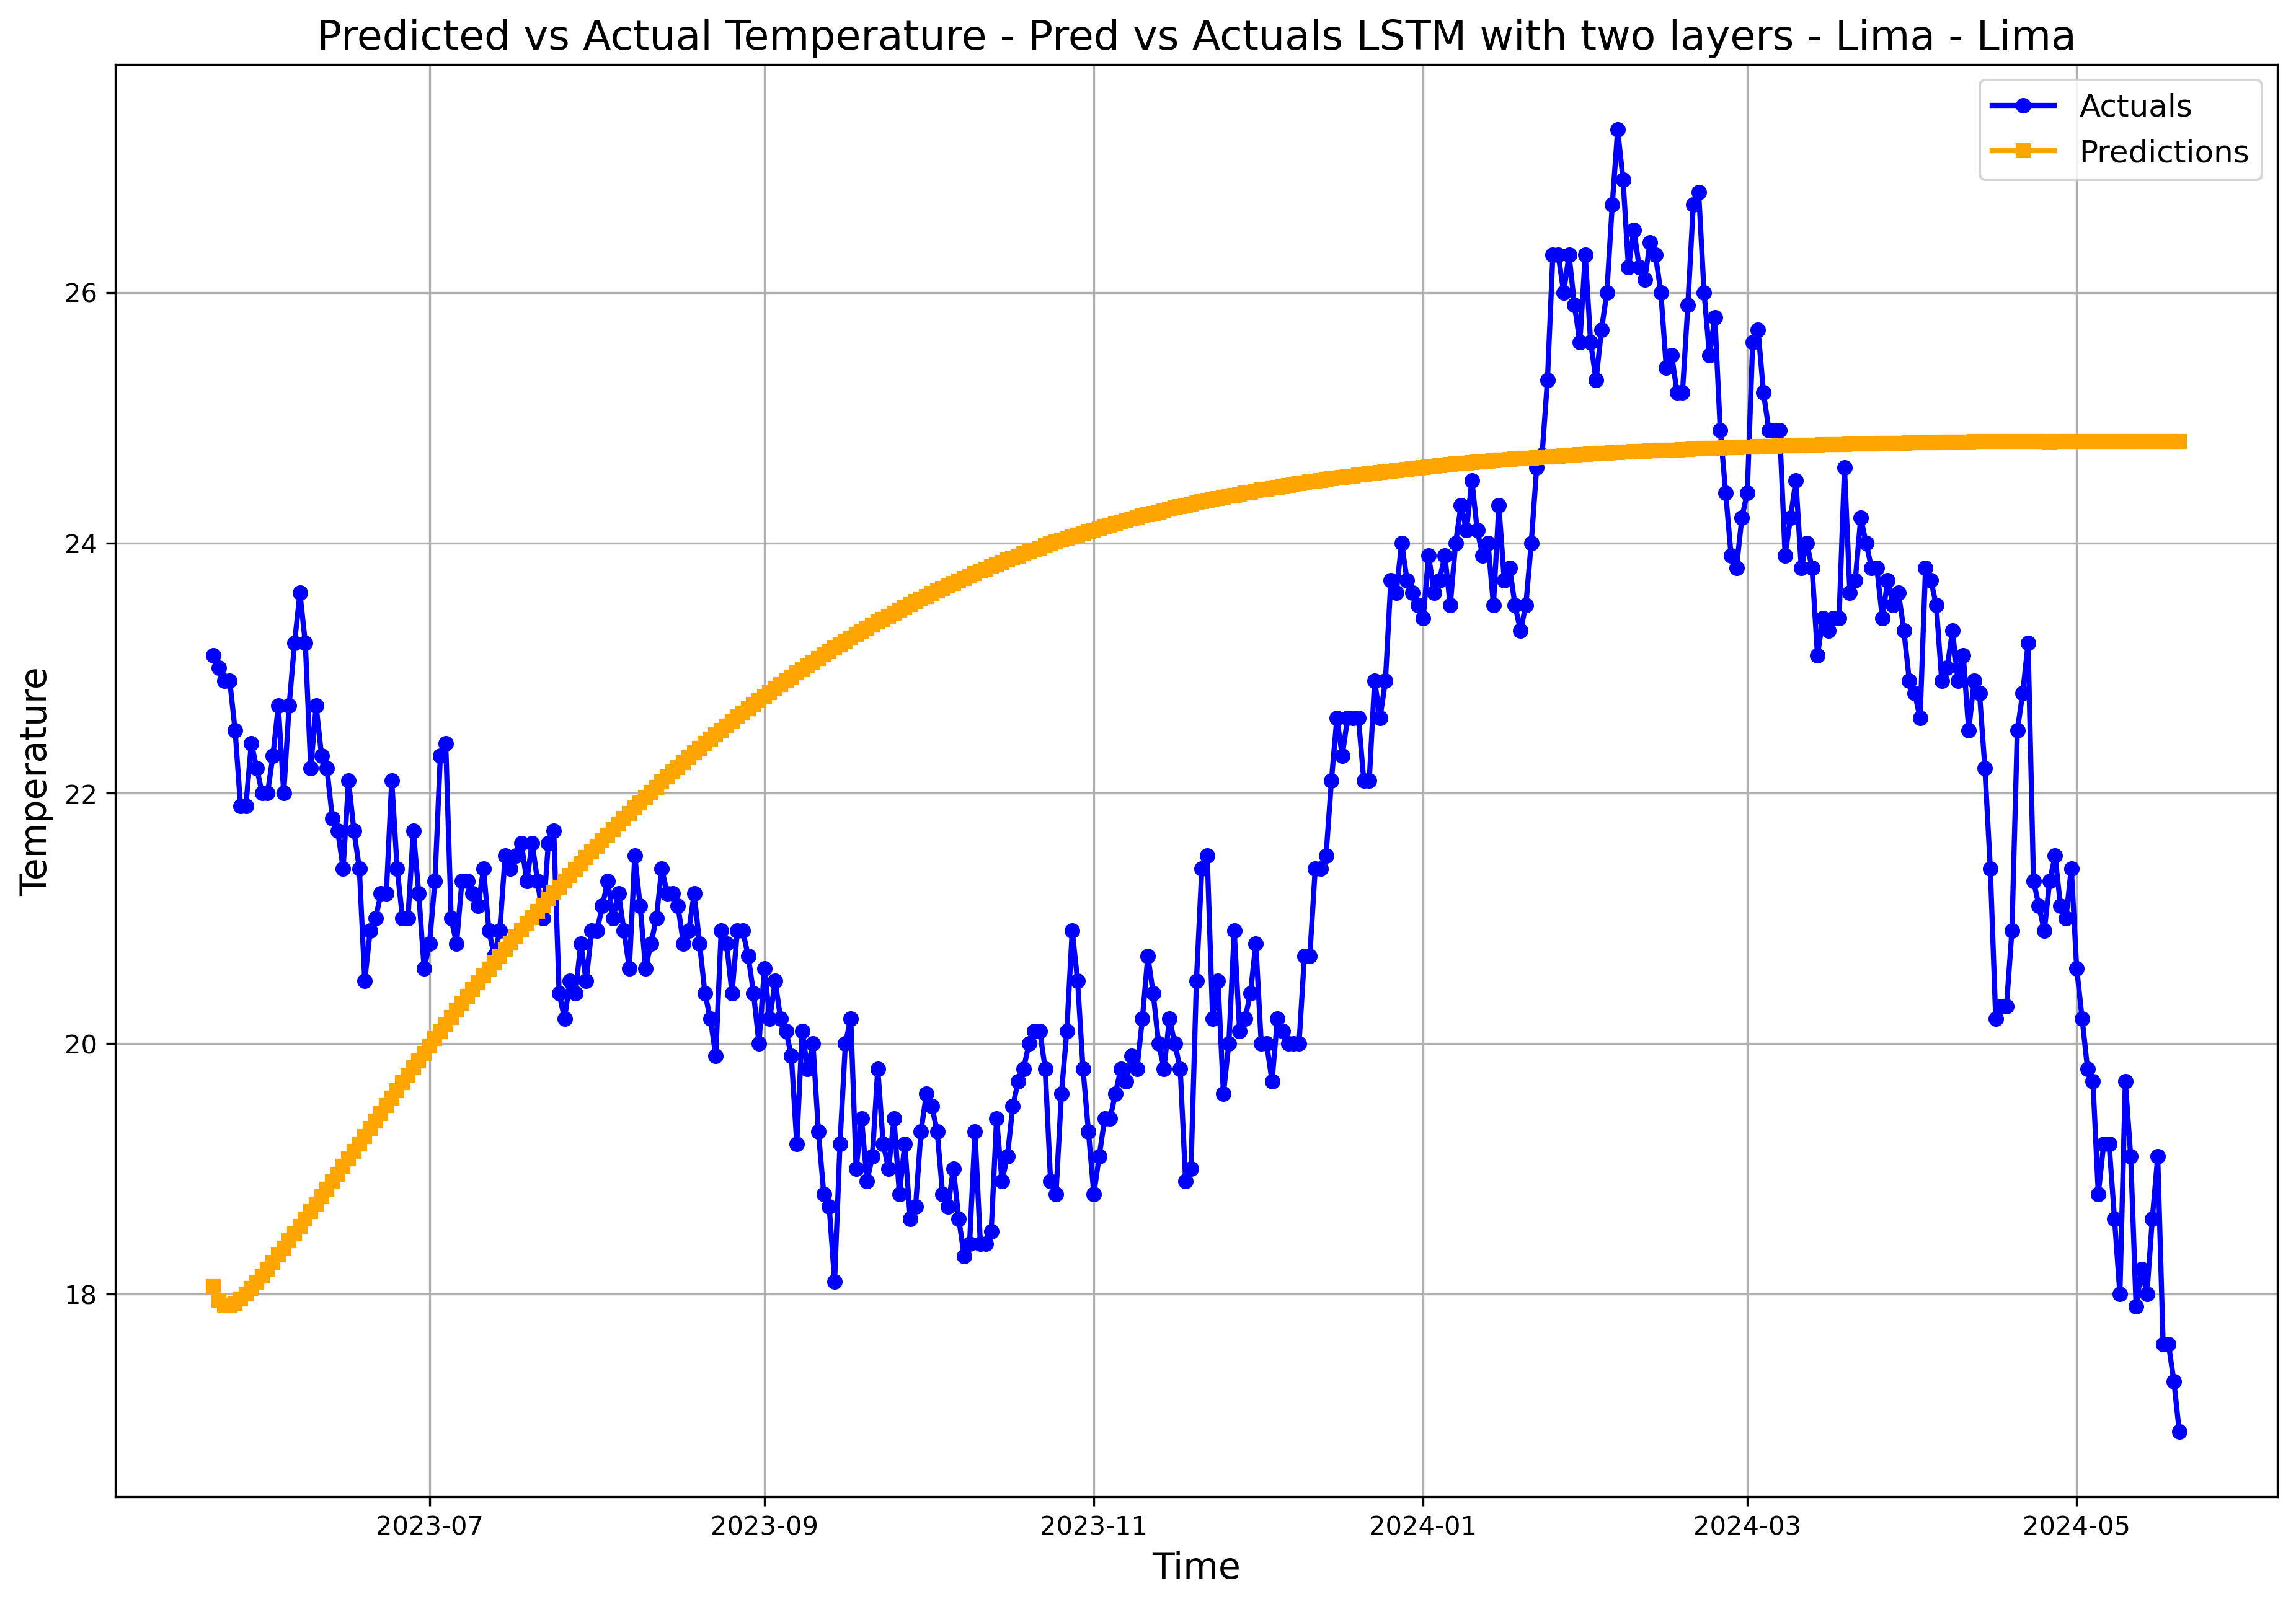 Predicted vs Actual Temperature - Pred vs Actuals LSTM with two layers - Lima - Lima
Actuals
Predictions
Temperature
26
24
22
20
18
2023-07 2023-09 2023-11 2024-01 2024-03 2024-05
Time